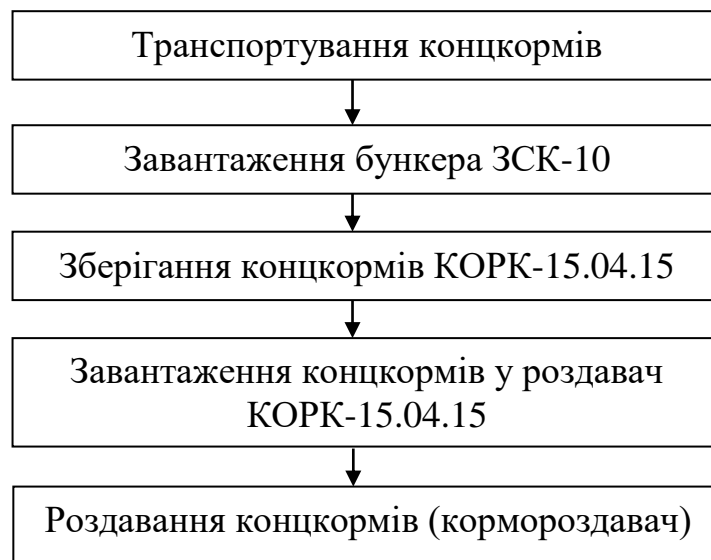 Транспортування концкормів
Завантаження бункера ЗСК-10
Зберігання концкормів КОРК-15.04.15
Завантаження концкормів у роздавач
КОРК-15.04.15
Роздавання концкормів (кормороздавач)